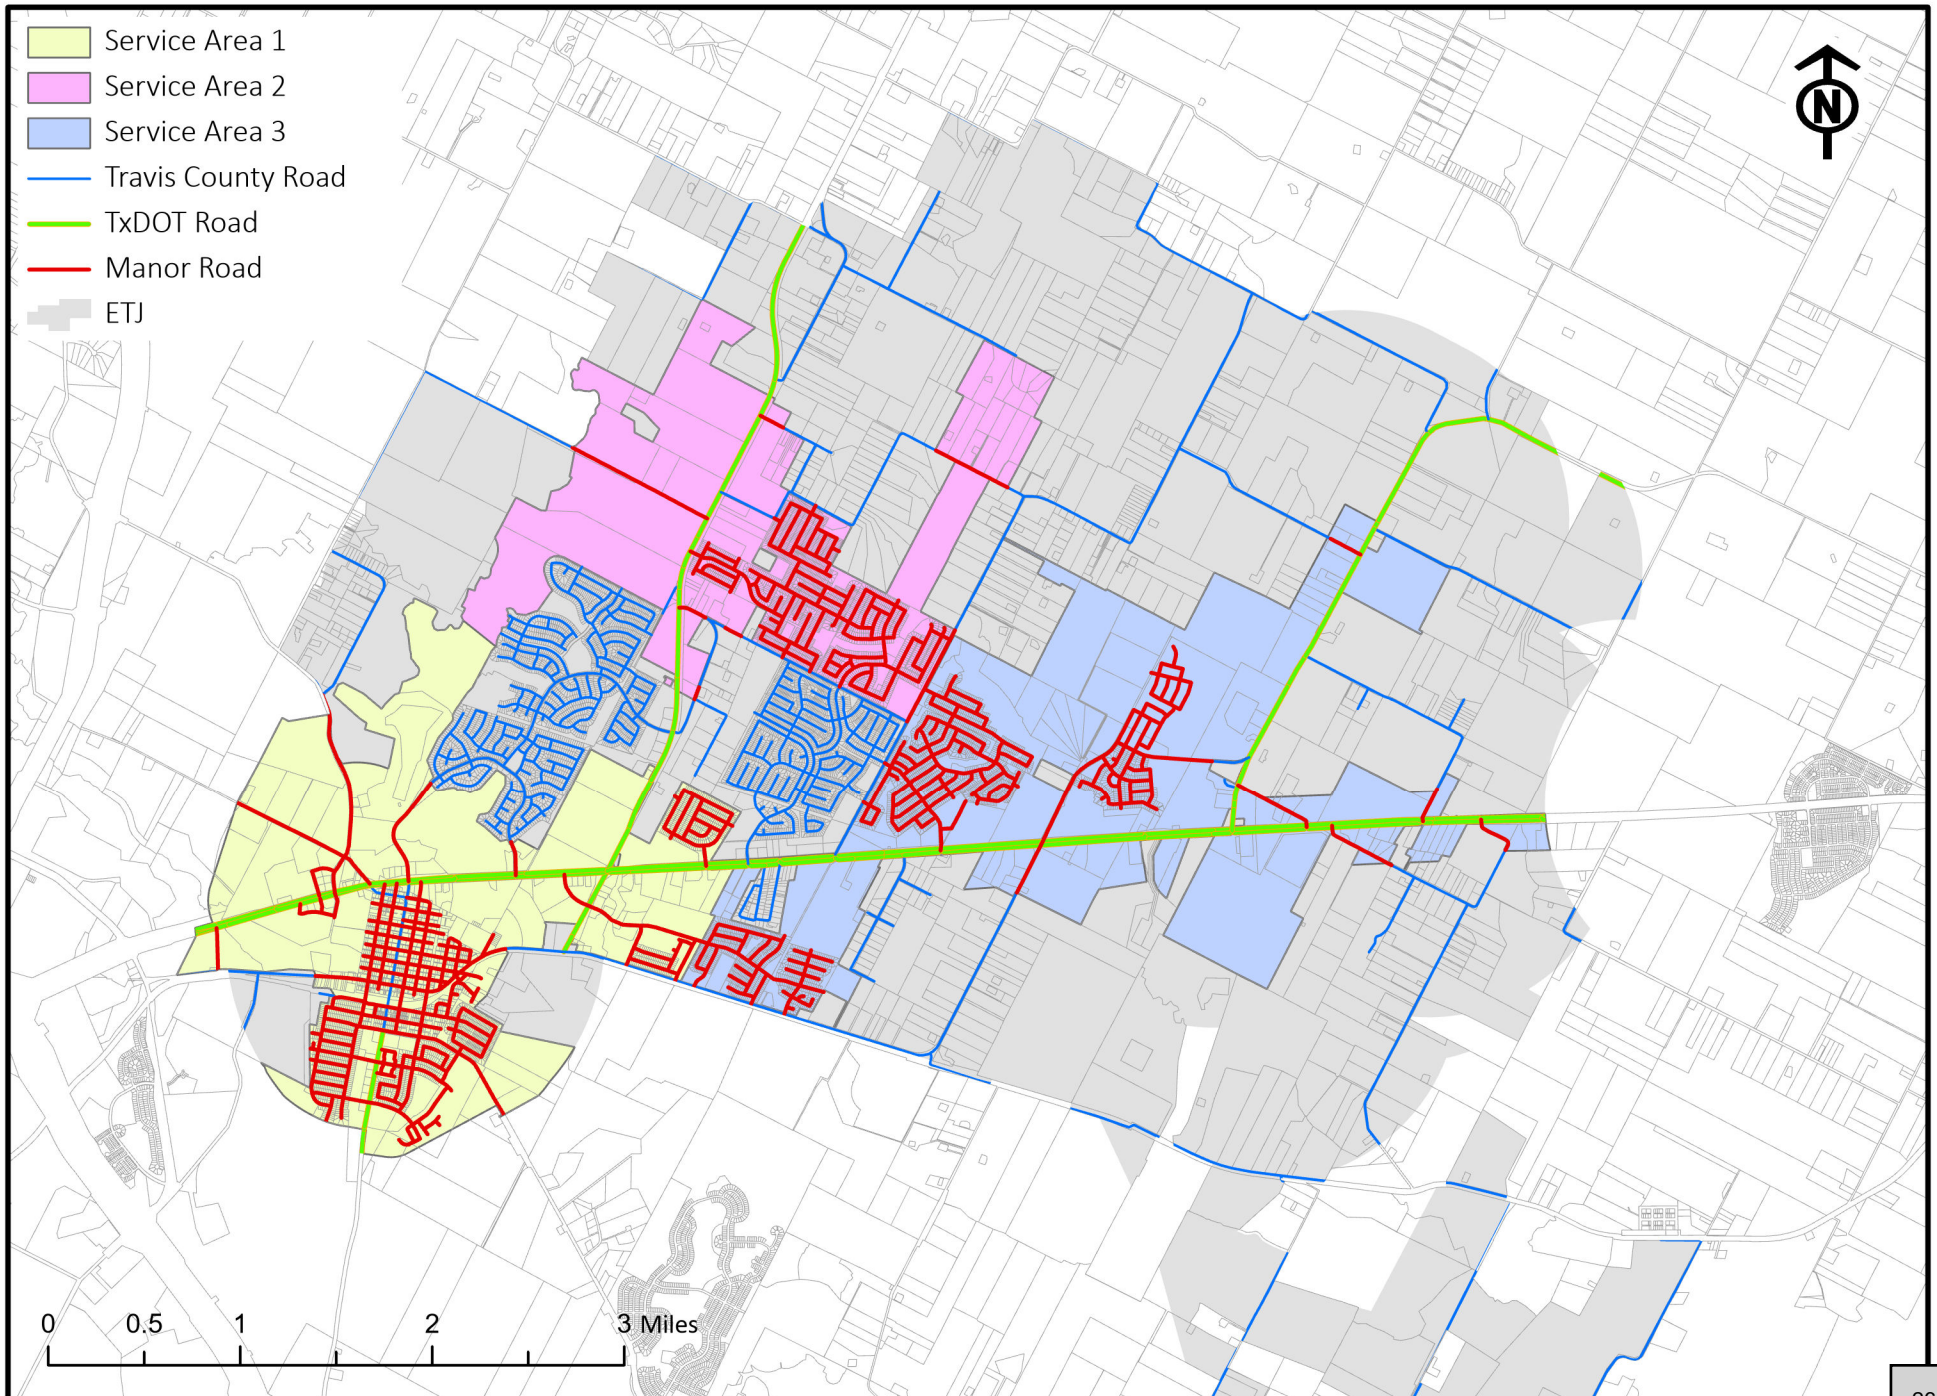 Service Area 1
Service Area 2
Service Area 3
Travis County Road
TxDOT Road
Manor Road
ETJ
N
0 0.5 1 2 3 Miles